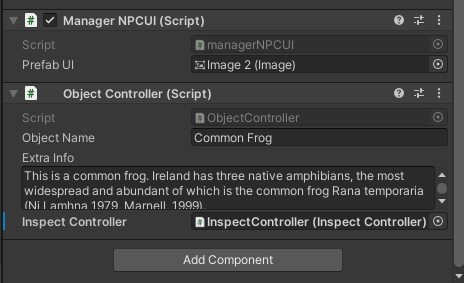 Manager NPCUI (Script)
Script managerNPCUI
Prefab UI Image 2 (Image)
Object Controller (Script)
Script ObjectController
Object Name Common Frog
Extra Info
This is a common frog. Ireland has three native amphibians, the most
widespread and abundant of which is the common frog Rana temporaria
(Ni Lamhna 1979, Marnell, 1999).
Inspect Controller InspectController (Inspect Controller)
Add Component